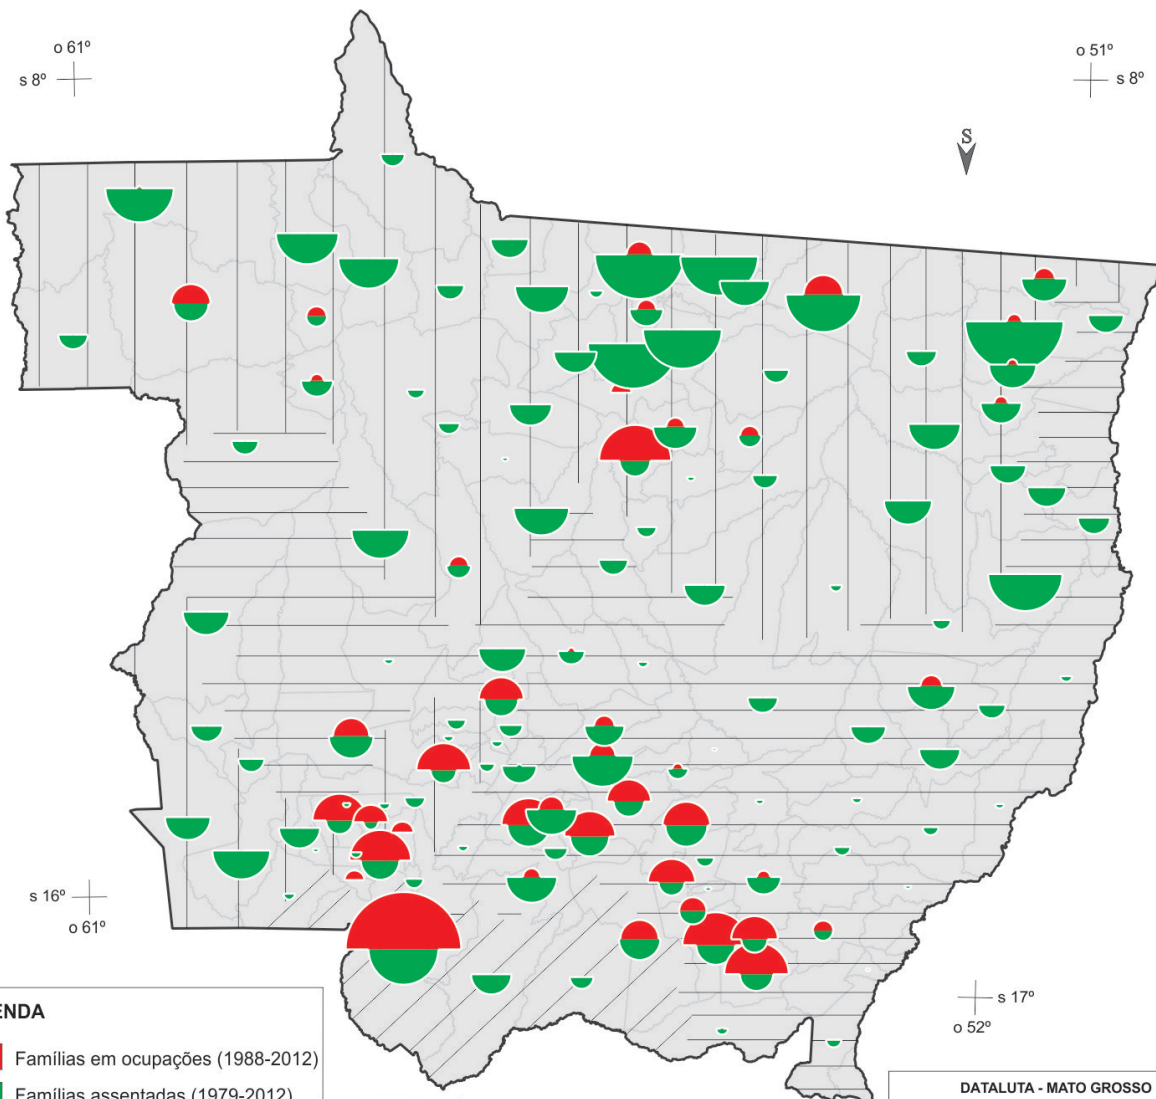 o 61º
s 8º
o 51º
s 8º
S
s 16º
o 61º
s 17º
o 52º
ENDA
Famílias em ocupações (1988-2012)
Famílias assentadas (1979-2012)
DATALUTA - MATO GROSSO